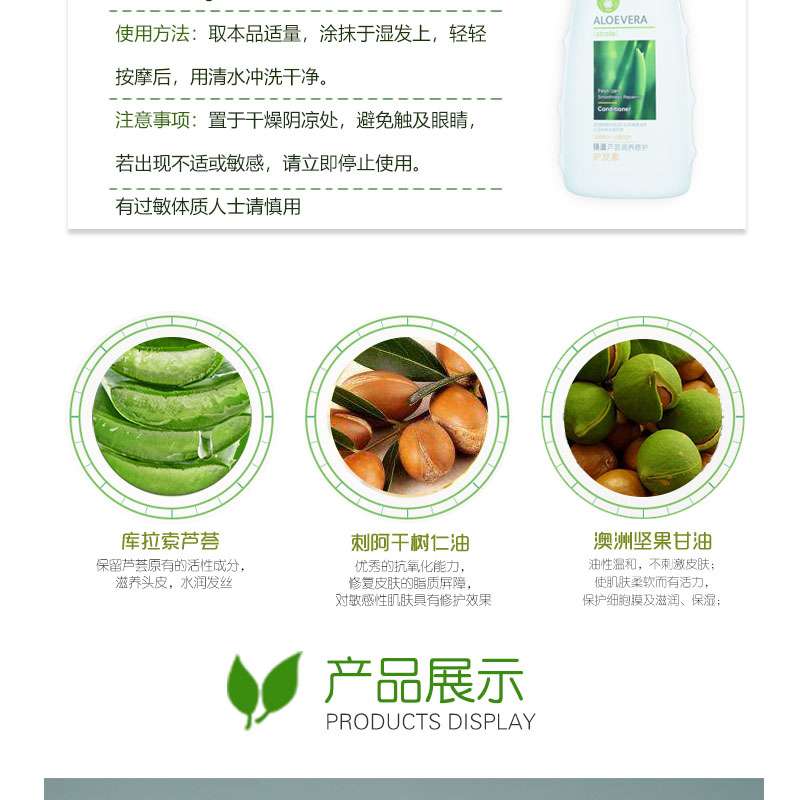 使用方法：取本品适量，涂抹于湿发上，轻轻
按摩后，用清水冲洗干净。
注意事项：置于干燥阴凉处，避免触及眼睛，
若出现不适或敏感，请立即停止使用。
有过敏体质人士请慎用
ALOEVERA
Conditioner
护发素
库拉索芦荟
保留芦荟原有的活性成分，
滋养头皮，水润发丝
刺阿干树仁油
优秀的抗氧化能力，
修复皮肤的脂质屏障，
对敏感性肌肤具有修护效果
澳洲坚果甘油
油性温和，不刺激皮肤；
使肌肤柔软而有活力，
保护细胞膜及滋润、保湿；
产品展示
PRODUCTS DISPLAY